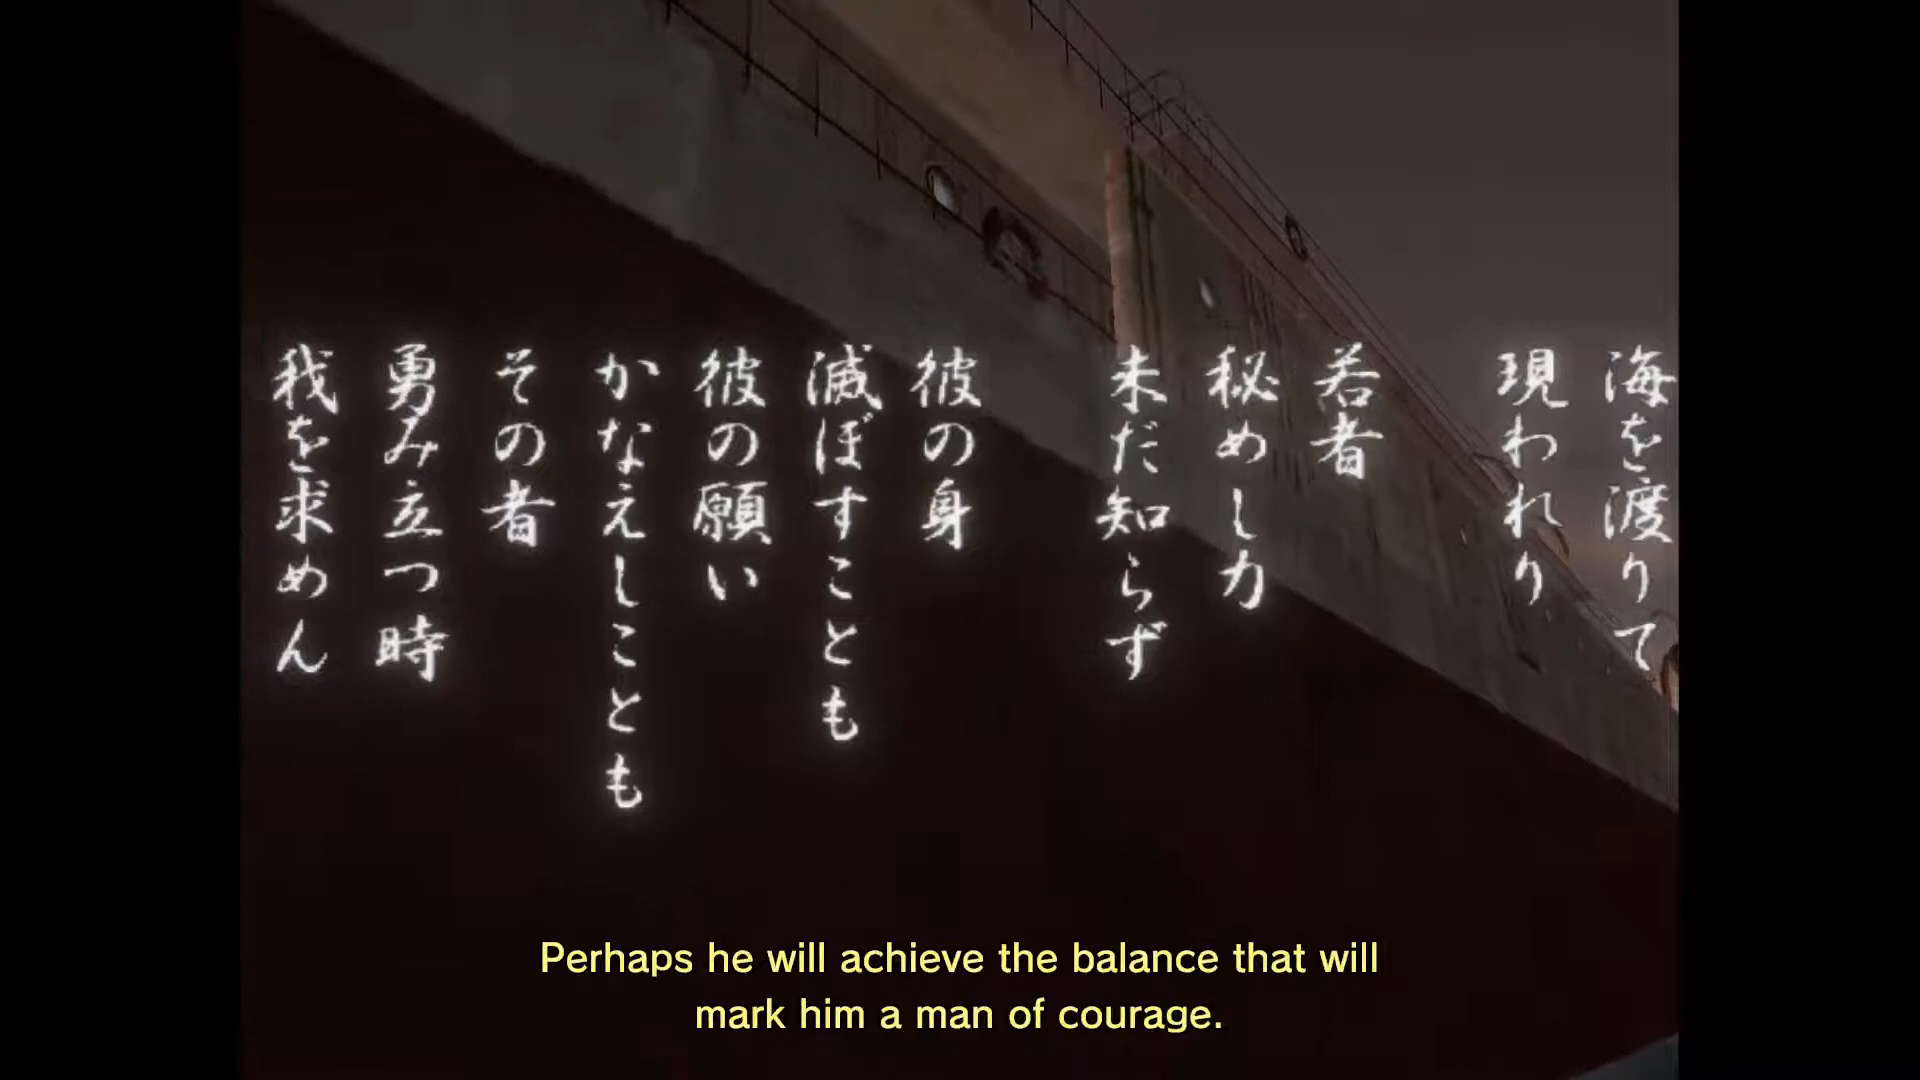 海を渡りて
現われり
若者
秘めし力
未だ知らず
彼の身
滅ぼすことも
彼の願い
かなえしことも
その者
勇み立つ時
我を求めん
Perhaps he will achieve the balance that will
mark him a man of courage.